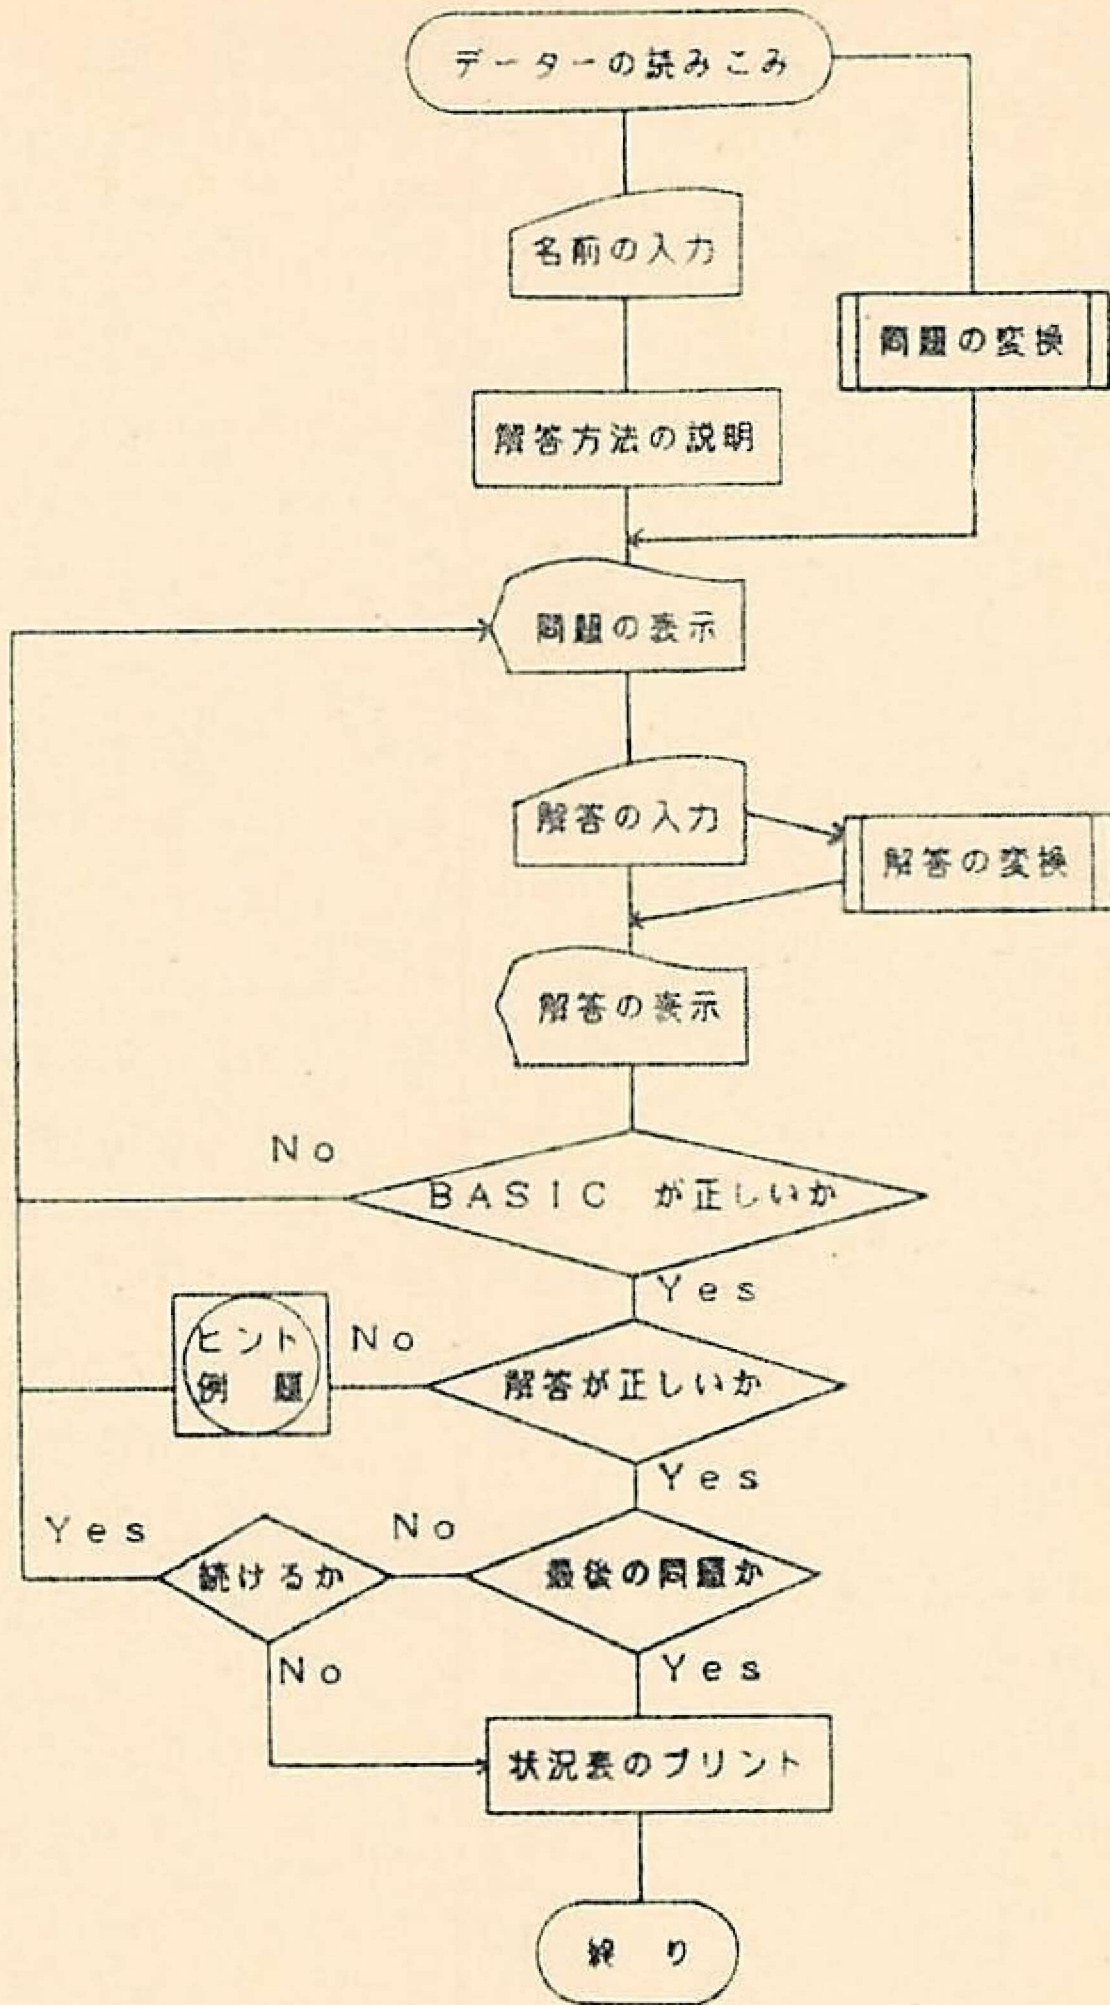 データーの読みこみ
名前の入力
問題の変換
解答方法の説明
問題の表示
解答の入力
解答の変換
解答の表示
No
BASIC が正しいか
Yes
ヒント
例 題
No
解答が正しいか
Yes
Yes
続けるか
No
最後の問題か
No
Yes
状況表のプリント
終 り